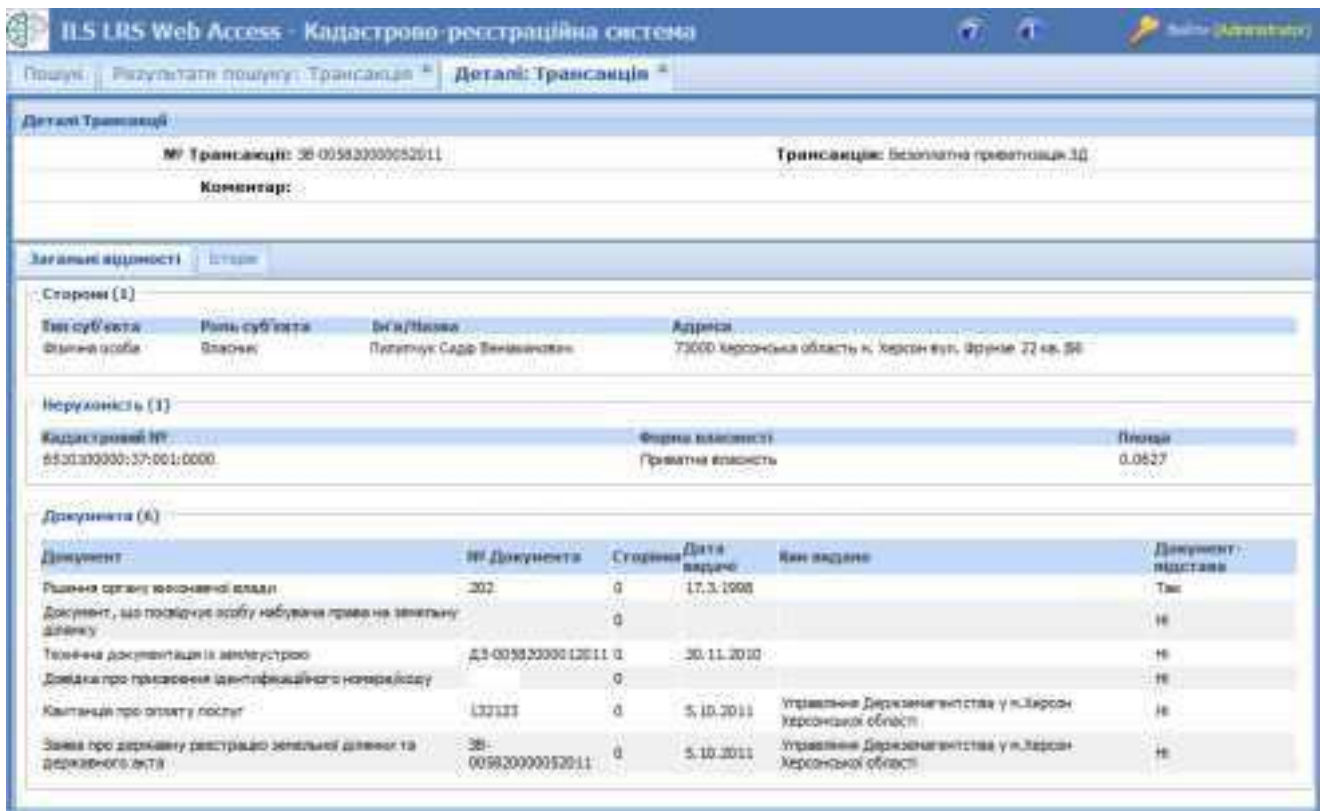 ILS LRS Web Access - Кадастрово-реєстраційна система
Вийти (Administrator)
Пошук
Результати пошуку: Трансакція
Деталі: Трансакція
Деталі Трансакції
№ Трансакції: ЗВ-005820000052011
Трансакція: Безоплатна приватизація ЗД
Коментар:
Загальні відомості
Історія
Сторони (1)
Тип суб'єкта Роль суб'єкта Ім'я/Назва Адреса
Фізична особа Власник 73000 Херсонська область м. Херсон вул. Фрунзе 22 кв.
Нерухомість (1)
Кадастровий № Форма власності Площа
6510100000:37:001:0000 Приватна власність 0.0627
Документи (6)
Документ № Документа Сторінки Дата видачі Ким видано Документ-підстава
Рішення органу виконавчої влади 202 0 17.3.1998 Так
Документ, що посвідчує особу набувача права на земельну
ділянку 0 Ні
Технічна документація із землеустрою ДЗ-00582000012011 0 30.11.2010 Ні
Довідка про присвоєння ідентифікаційного номера/коду 0 Ні
Квитанція про оплату послуг 132123 0 5.10.2011 Управління Держкомагентства у м.Херсон
Херсонської області Ні
Заява про державну реєстрацію земельної ділянки та
державного акта ЗВ-
005820000052011 0 5.10.2011 Управління Держкомагентства у м.Херсон
Херсонської області Ні